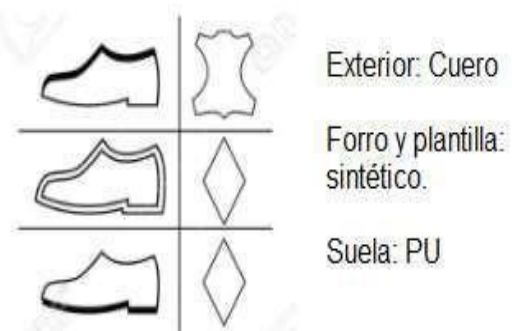 Exterior: Cuero
Forro y plantilla:
sintético.
Suela: PU